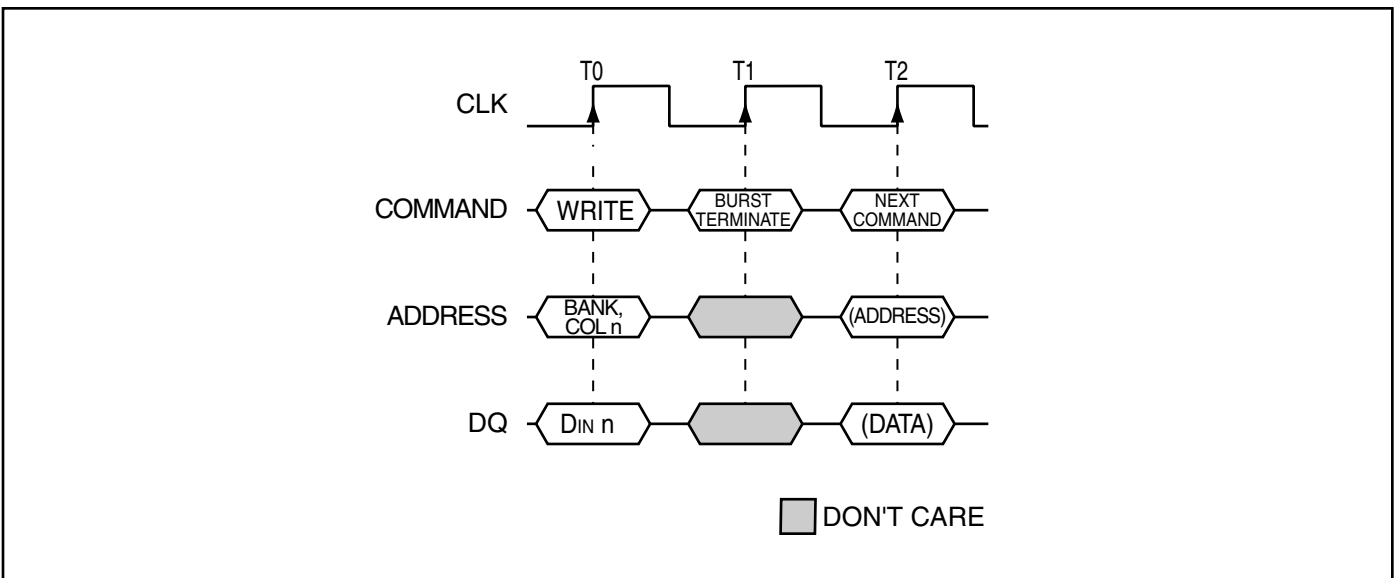 T0 T1 T2
CLK
COMMAND WRITE BURST TERMINATE NEXT COMMAND
ADDRESS BANK, COL n (ADDRESS)
DQ DIN n (DATA)
DON'T CARE